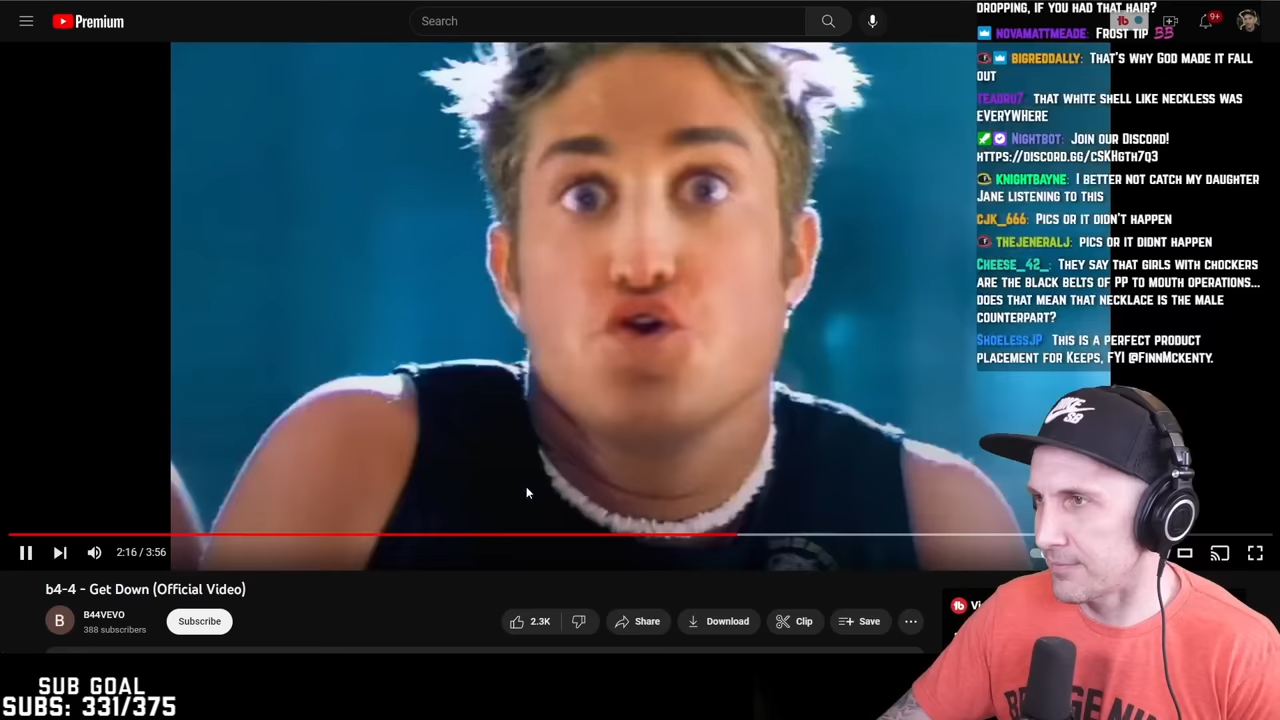 Premium
Search
9+
DROPPING, IF YOU HAD THAT HAIR?
NOVAMATTMEADE: FROST TIP
BIGREDDALLY: THAT'S WHY GOD MADE IT FALL
OUT
THAT WHITE SHELL LIKE NECKLESS WAS
EVERYWHERE
NIGHTBOT: JOIN OUR DISCORD!
HTTPS://DISCORD.GG/CSKHGTH7Q3
KNIGHTBAYNE: I BETTER NOT CATCH MY DAUGHTER
JANE LISTENING TO THIS
CJK_666: PICS OR IT DIDN'T HAPPEN
THEJENERALJ: PICS OR IT DIDNT HAPPEN
CHEESE_42_: THEY SAY THAT GIRLS WITH CHOCKERS
ARE THE BLACK BELTS OF PP TO MOUTH OPERATIONS...
DOES THAT MEAN THAT NECKLACE IS THE MALE
COUNTERPART?
SHOELESSJP THIS IS A PERFECT PRODUCT
PLACEMENT FOR KEEPS, FYI @FINNMCKENTY.
NIKE
SB
2:16 / 3:56
b4-4 - Get Down (Official Video)
B
B44VEVO
388 subscribers
Subscribe
2.3K
Share
Download
Clip
Save
tb
Vi
SUB GOAL
SUBS: 331/375